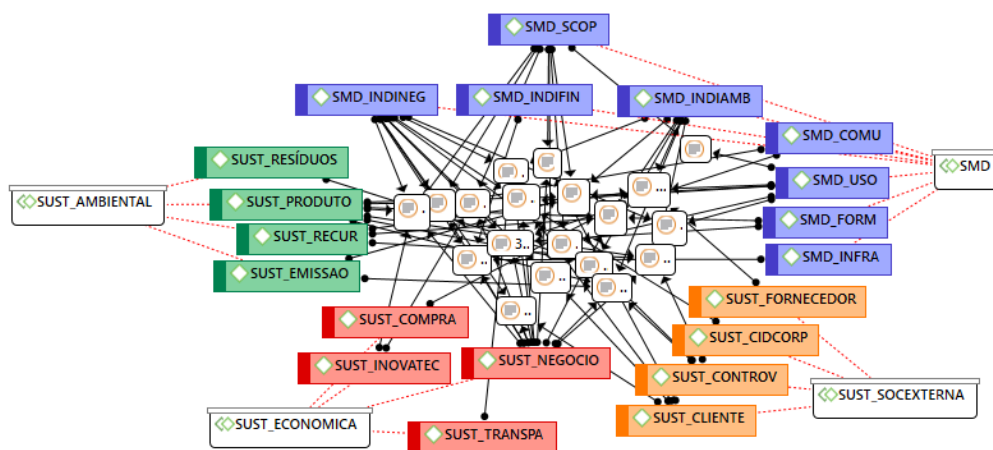 SMD_SCOP
SMD_INDINEG
SMD_INDIFIN
SMD_INDIAMB
SMD_COMU
SUST_RESÍDUOS
SMD
SUST_AMBIENTAL
SUST_PRODUTO
SMD_USO
SMD_FORM
SUST_RECUR
3..
SMD_INFRA
SUST_EMISSAO
SUST_FORNECEDOR
SUST_COMPRA
SUST_CIDCORP
SUST_INOVATEC
SUST_NEGOCIO
SUST_CONTROV
SUST_SOCEXTERNA
SUST_CLIENTE
SUST_ECONOMICA
SUST_TRANSPA